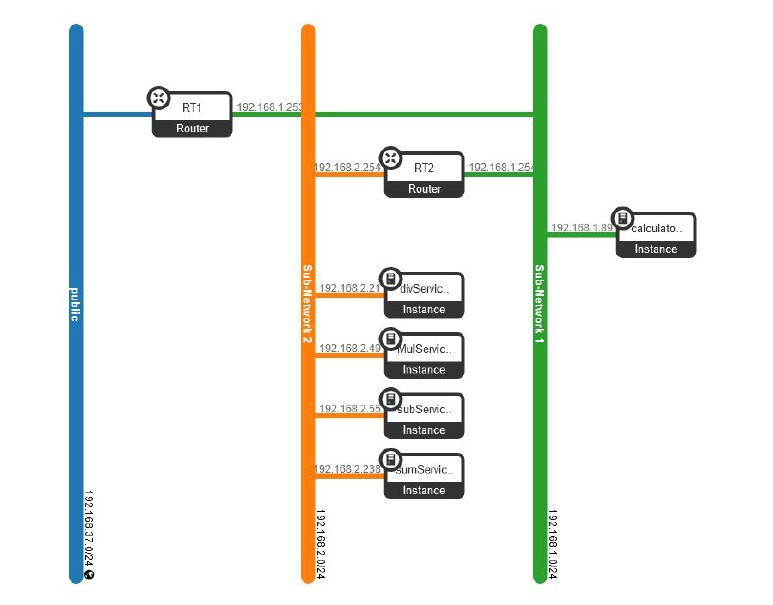 RT1
192.168.1.253
Router
192.168.2.254
RT2
192.168.1.254
Router
192.168.1.89
calculato..
Instance
192.168.2.21
divServic..
Instance
public
Sub-Network 2
Sub-Network 1
192.168.2.49
MulServic..
Instance
192.168.2.55
subServic..
Instance
192.168.2.238
sumServic..
Instance
192.168.37.0/24
192.168.2.0/24
192.168.1.0/24